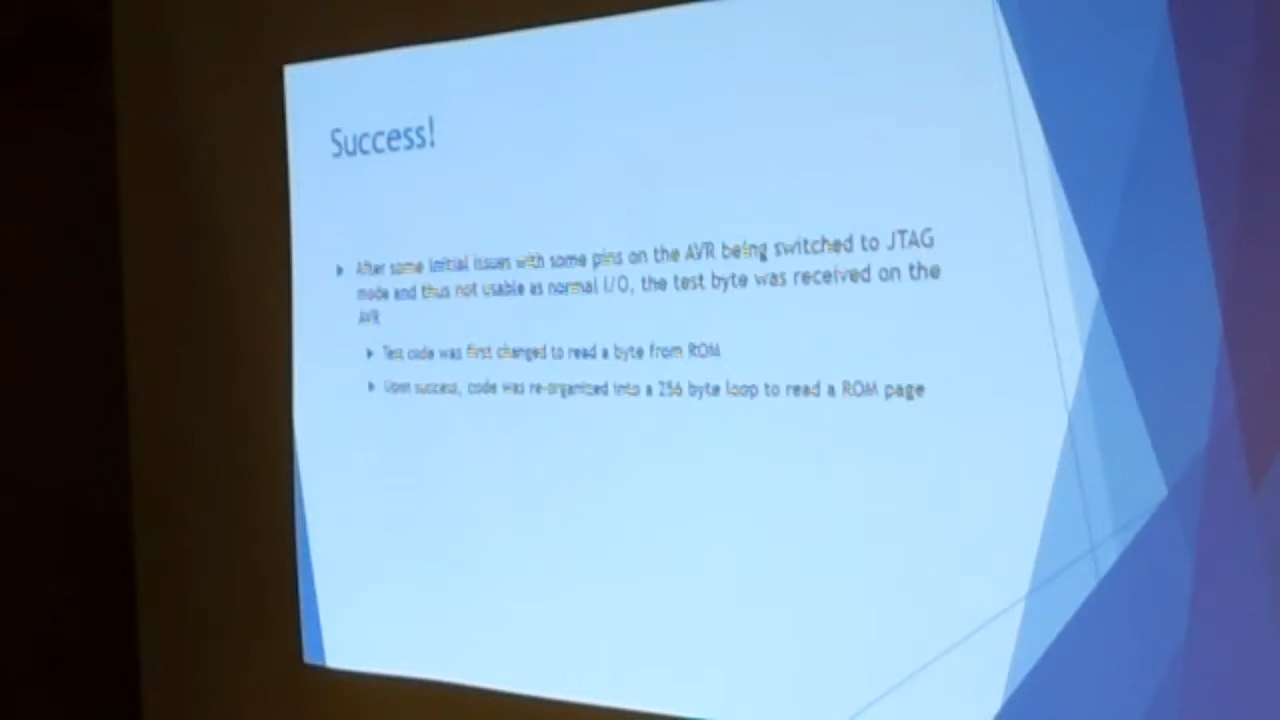 Success!
After some initial issues with some pins on the AVR being switched to JTAG
mode and thus not usable as normal I/O, the test byte was received on the
AVR
Test code was first changed to read a byte from ROM
Upon success, code was re-organized into a 256 byte loop to read a ROM page